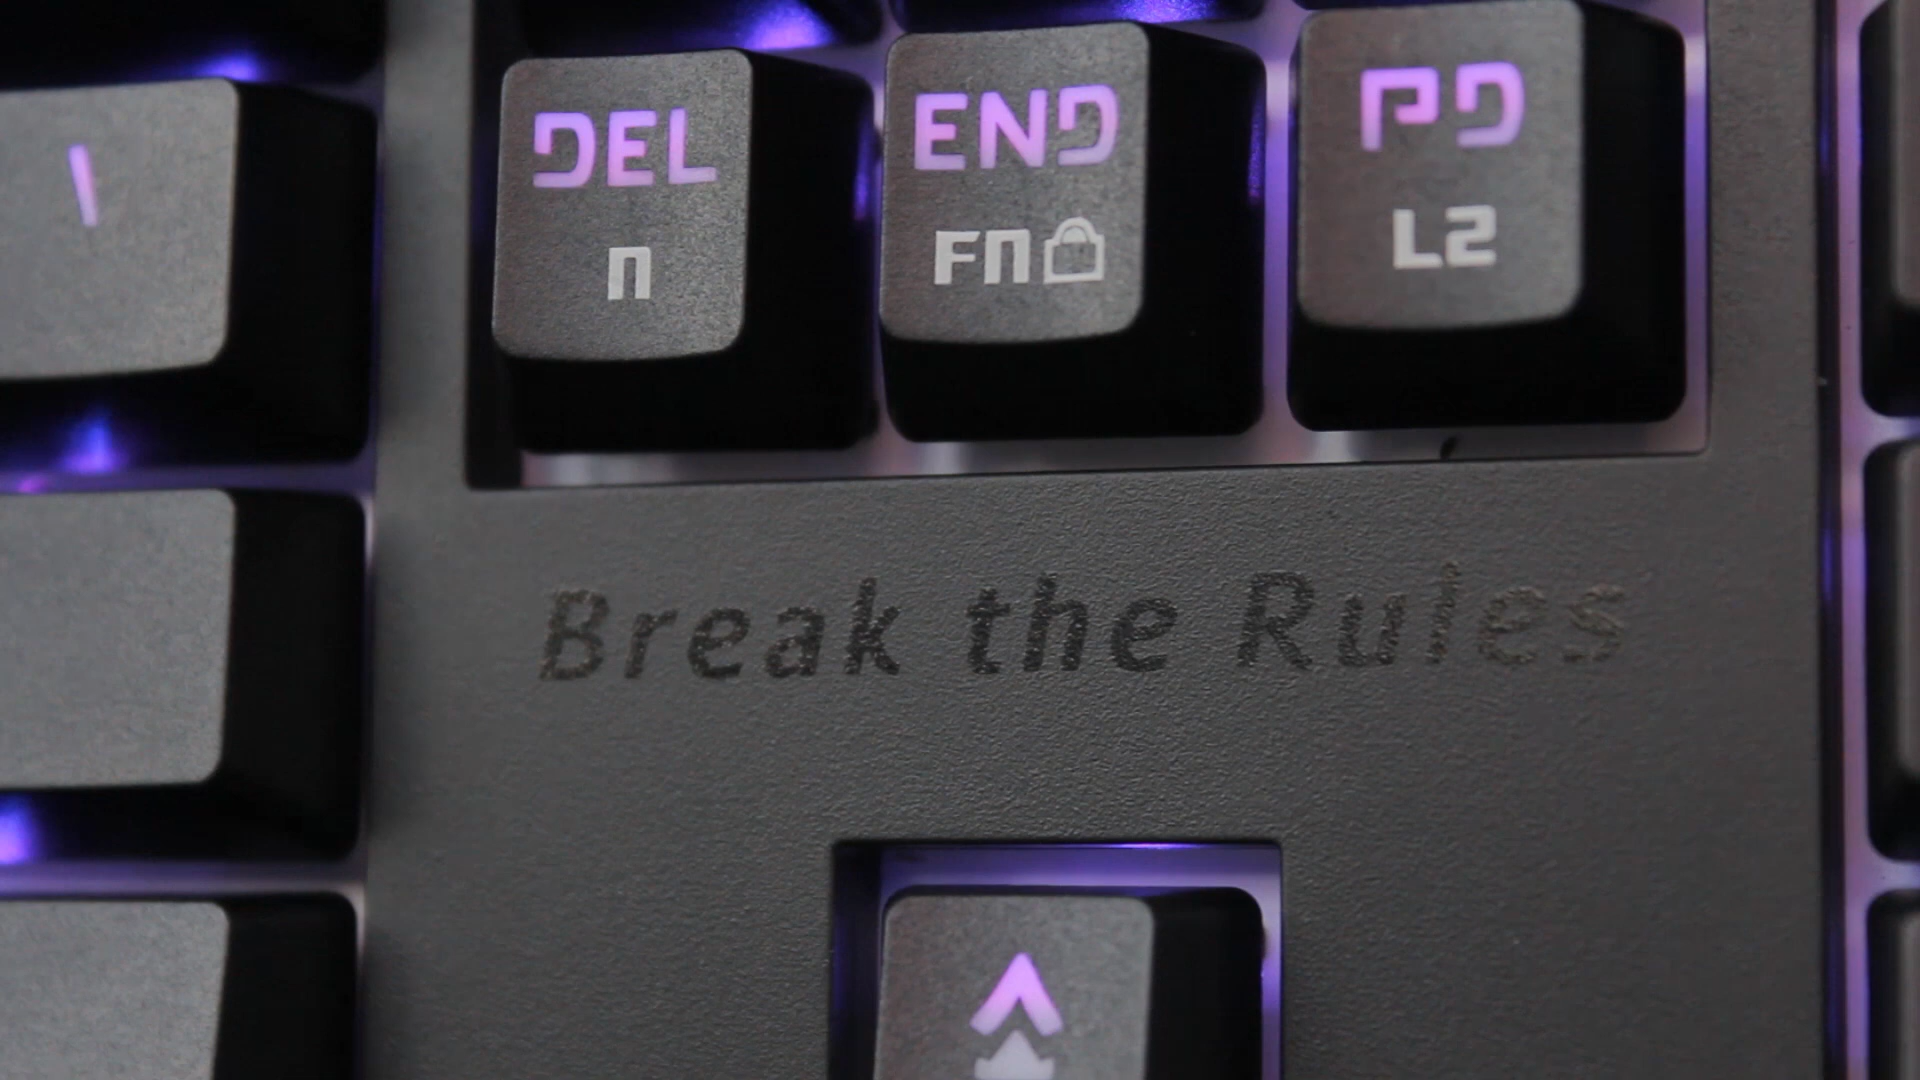 \
DEL
END
PD
n
Fn
L2
Break the Rules